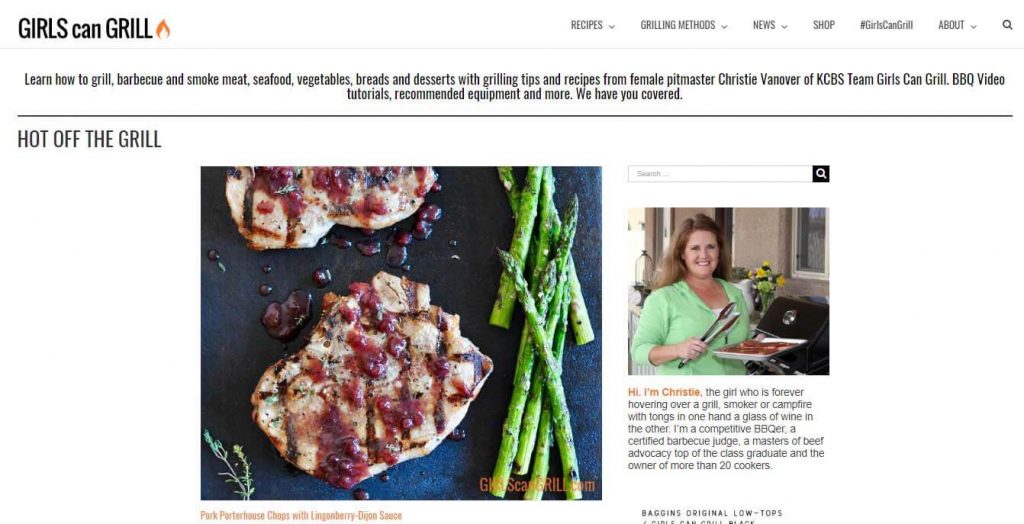 GIRLS can GRILL
RECIPES
GRILLING METHODS
NEWS
SHOP
#GirlsCanGrill
ABOUT
Learn how to grill, barbecue and smoke meat, seafood, vegetables, breads and desserts with grilling tips and recipes from female pitmaster Christie Vanover of KCBS Team Girls Can Grill. BBQ Video
tutorials, recommended equipment and more. We have you covered.
HOT OFF THE GRILL
Search ...
GIRLScanGRILL.com
Pork Porterhouse Chops with Lingonberry-Dijon Sauce
Hi. I'm Christie, the girl who is forever
hovering over a grill, smoker or campfire
with tongs in one hand a glass of wine in
the other. I'm a competitive BBQer, a
certified barbecue judge, a masters of beef
advocacy top of the class graduate and the
owner of more than 20 cookers.
BAGGINS ORIGINAL LOW-TOPS
/ GIRLS CAN GRILL BLACK